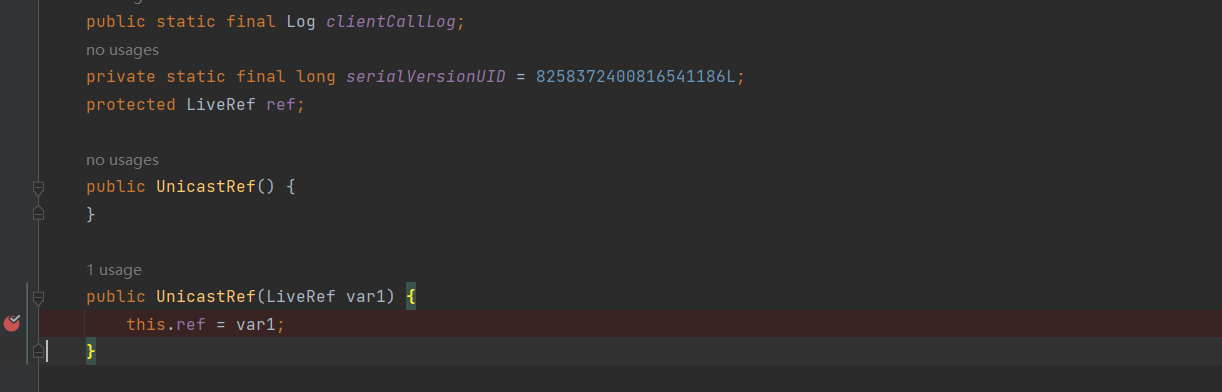 public static final Log clientCallLog;
no usages
private static final long serialVersionUID = 8258372400816541186L;
protected LiveRef ref;
no usages
public UnicastRef() {
}
1 usage
public UnicastRef(LiveRef var1) {
this.ref = var1;
}